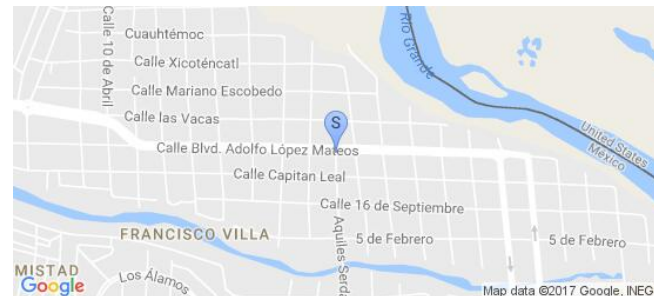 Cuauhtémoc
Calle 10 de Abril
Calle Xicoténcatl
Río Grande
Calle Mariano Escobedo
Calle las Vacas
S
United States
Mexico
Calle Blvd. Adolfo López Mateos
Calle Capitan Leal
Calle 16 de Septiembre
Aquiles Serda
FRANCISCO VILLA
5 de Febrero
5 de Febrero
MISTAD
Los Álamos
Google
Map data ©2017 Google, INEG